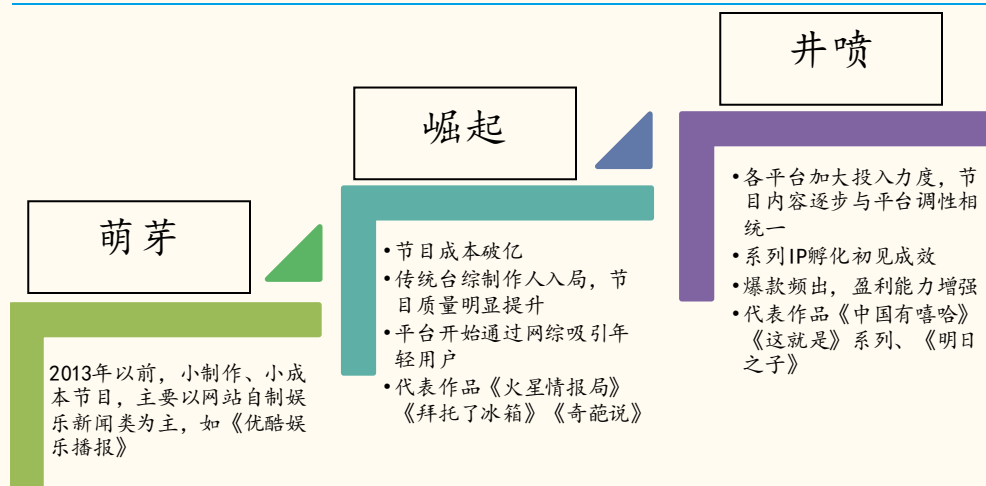 萌芽
2013年以前，小制作、小成
本节目，主要以网站自制娱
乐新闻类为主，如《优酷娱
乐播报》
崛起
•节目成本破亿
•传统台综制作人入局，节
目质量明显提升
•平台开始通过网综吸引年
轻用户
•代表作品《火星情报局》
《拜托了冰箱》《奇葩说》
井喷
•各平台加大投入力度，节
目内容逐步与平台调性相
统一
•系列IP孵化初见成效
•爆款频出，盈利能力增强
•代表作品《中国有嘻哈》
《这就是》系列、《明日
之子》